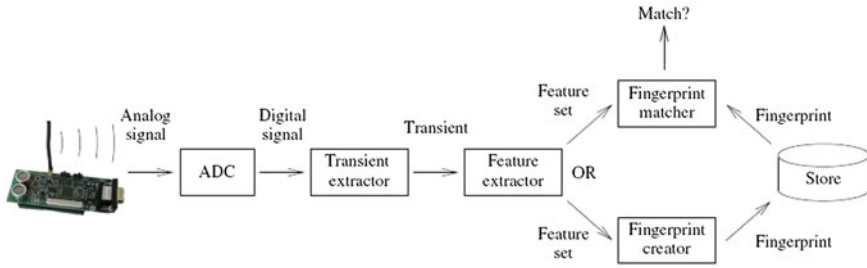 Match?
Analog
signal
Digital
signal
Transient
Feature
set
Fingerprint
matcher
Fingerprint
ADC
Transient
extractor
Feature
extractor
OR
Store
Feature
set
Fingerprint
creator
Fingerprint